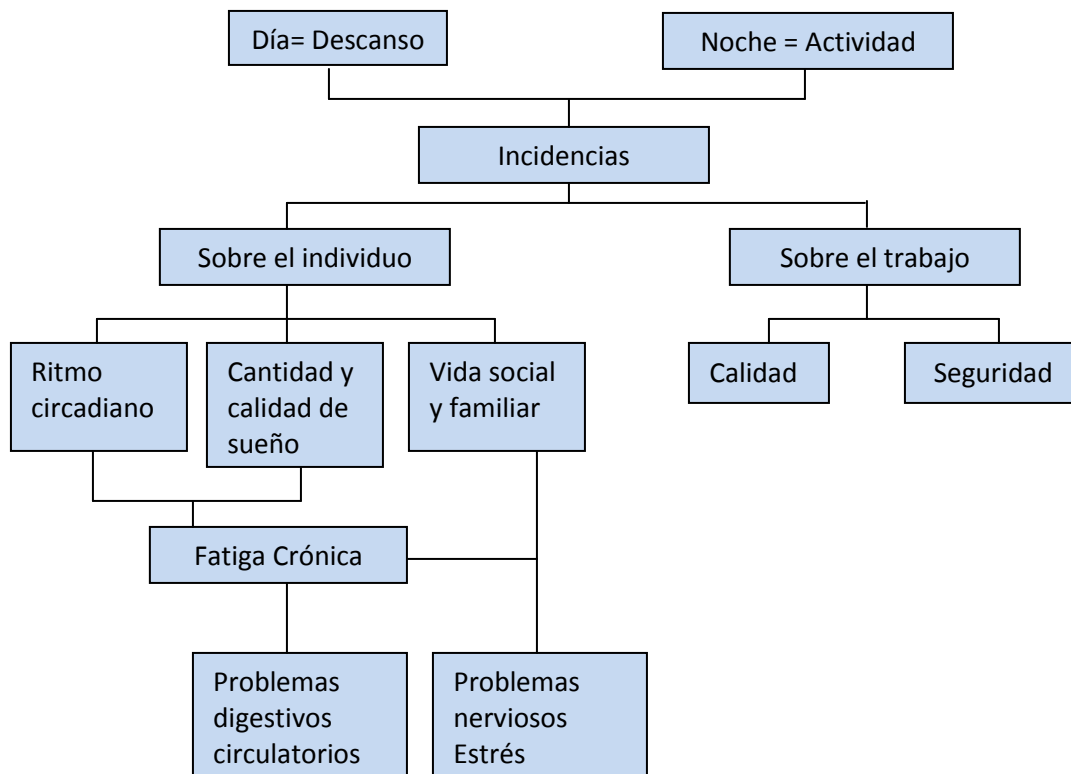 Día= Descanso
Noche = Actividad
Incidencias
Sobre el individuo
Sobre el trabajo
Ritmo
circadiano
Cantidad y
calidad de
sueño
Vida social
y familiar
Calidad
Seguridad
Fatiga Crónica
Problemas
digestivos
circulatorios
Problemas
nerviosos
Estrés